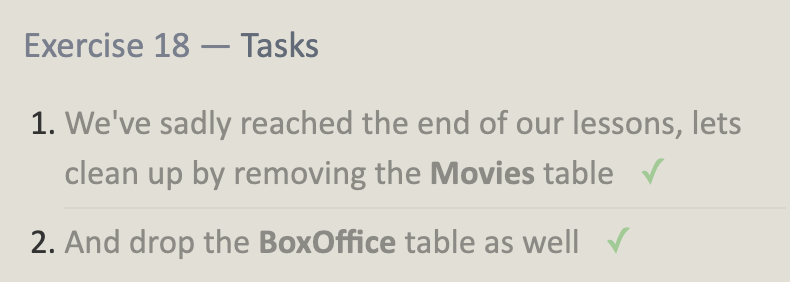 Exercise 18 — Tasks
1. We've sadly reached the end of our lessons, lets
clean up by removing the Movies table ✓
2. And drop the BoxOffice table as well ✓